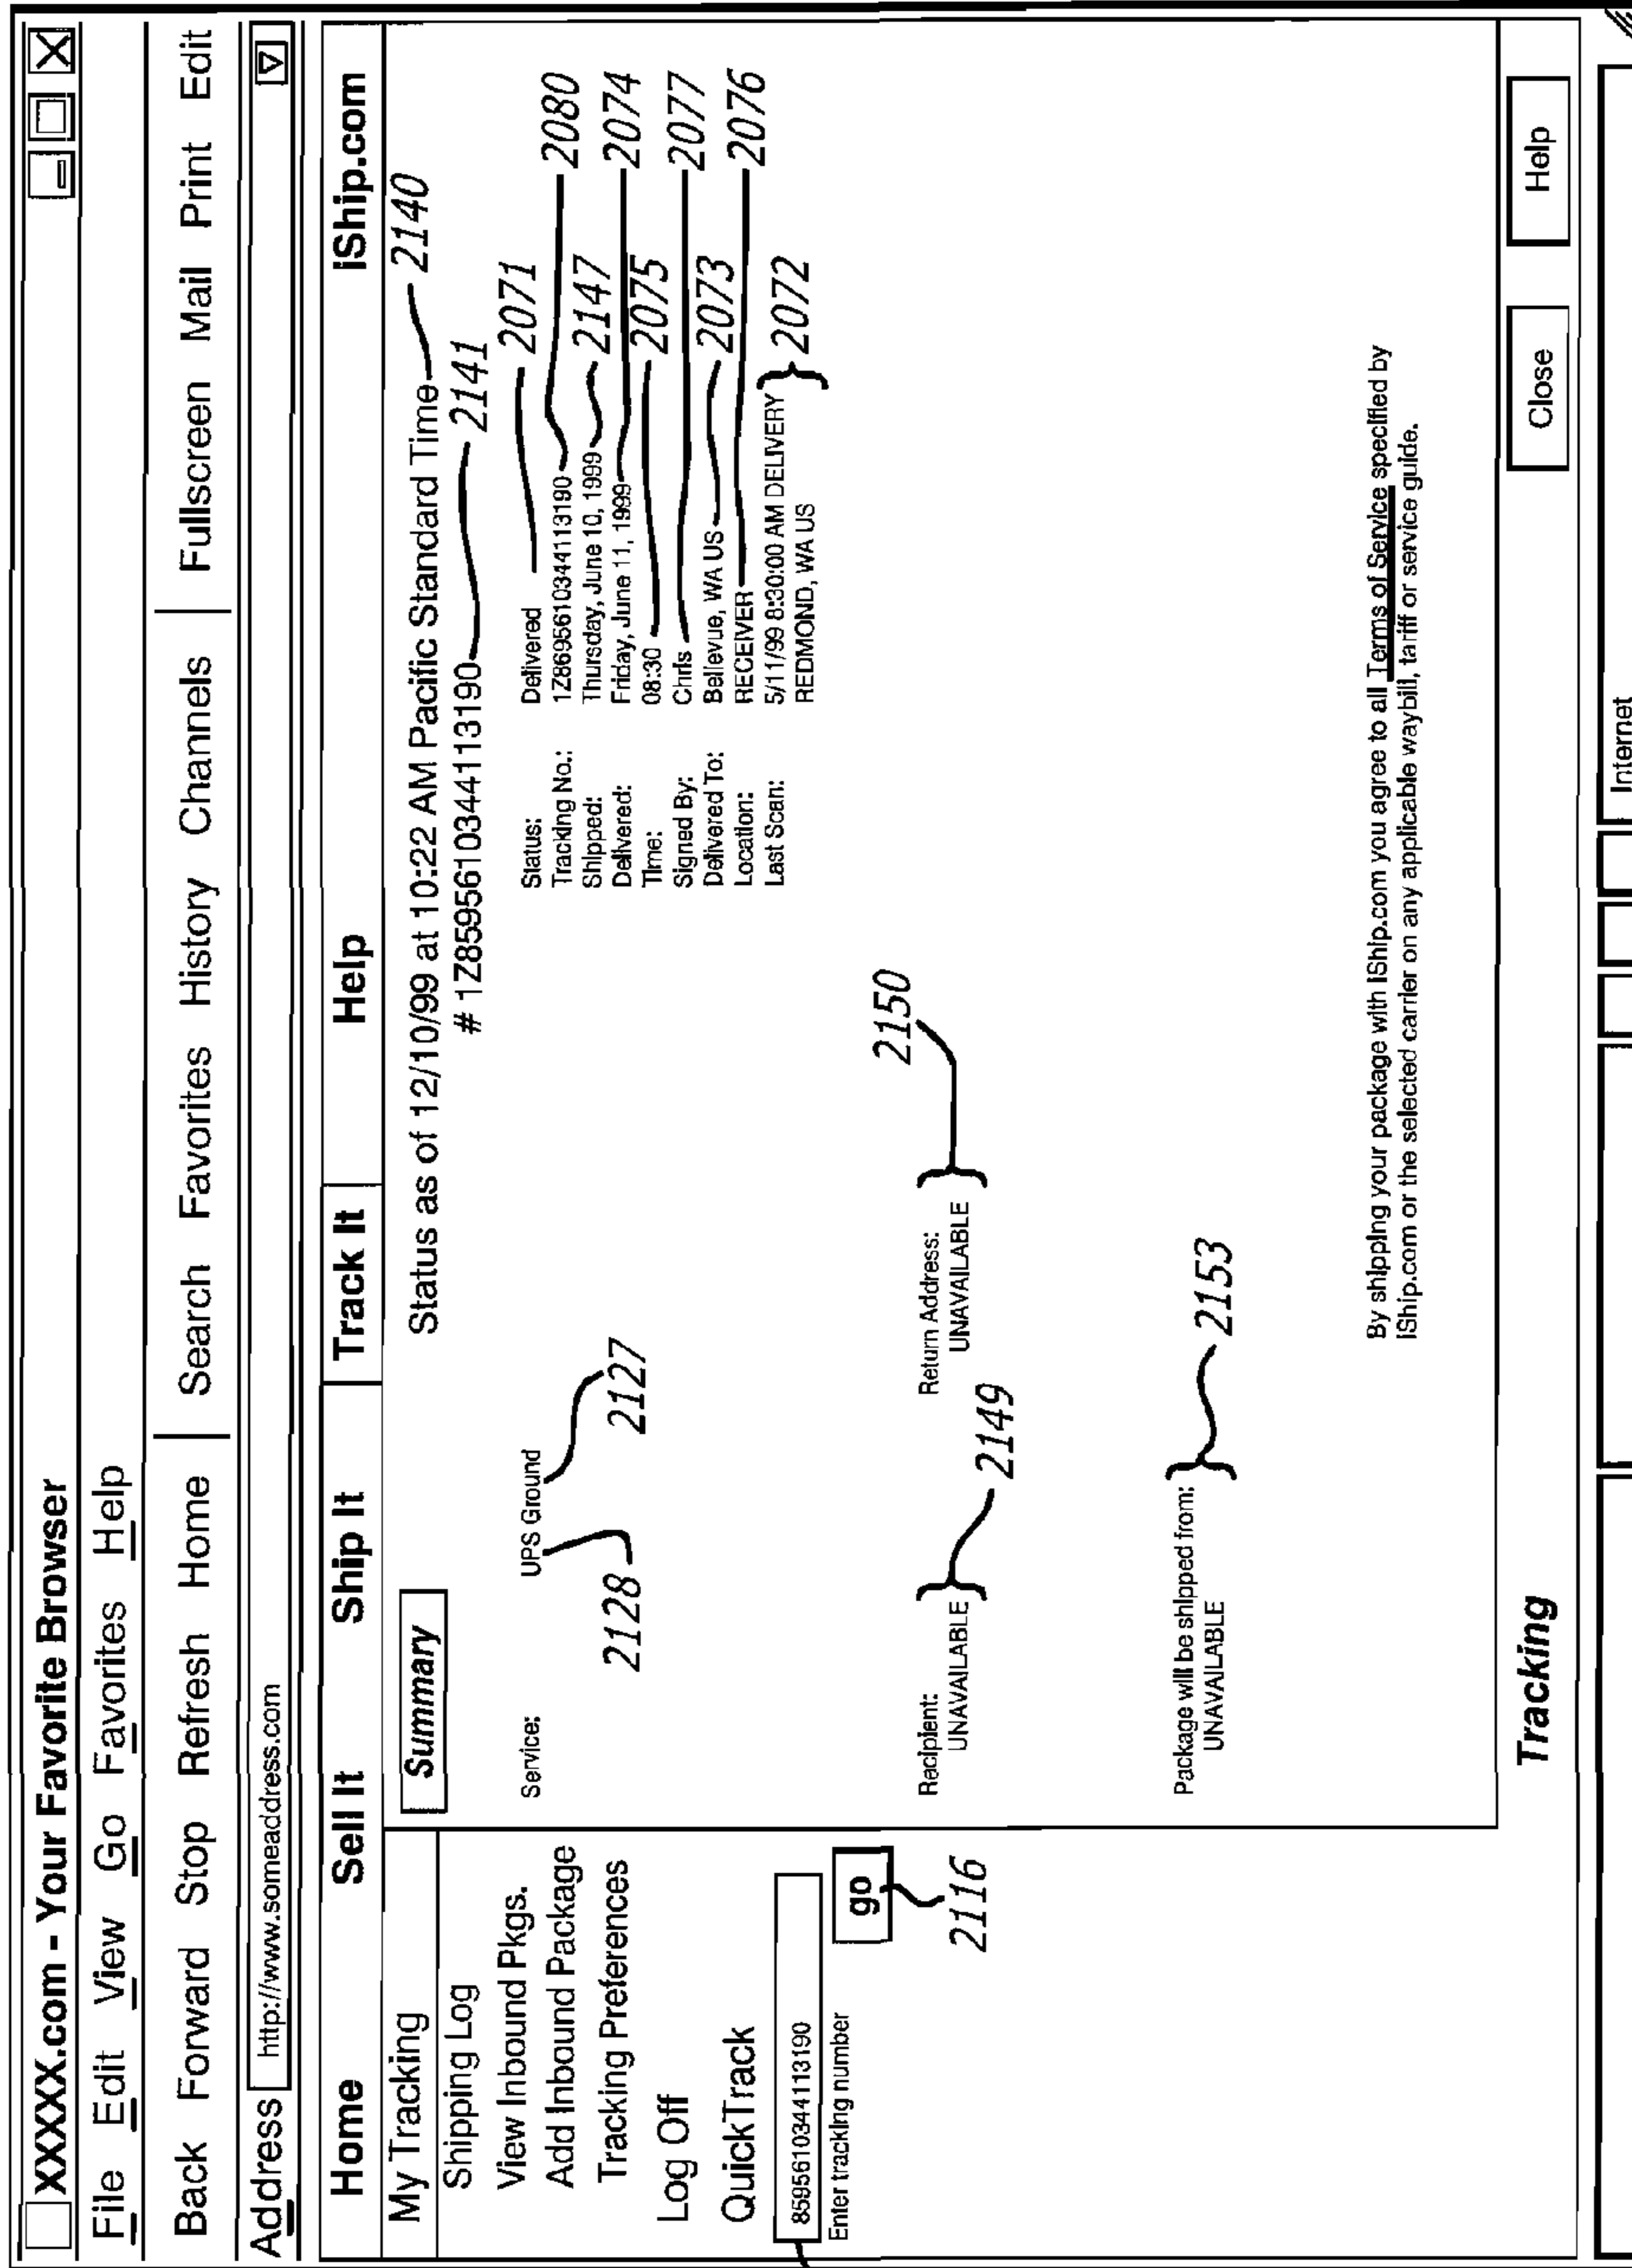 XXXXX.com - Your Favorite Browser
File Edit View Go Favorites Help
Back Forward Stop Refresh Home Search Favorites History Channels Fullscreen Mail Print Edit
Address http://www.someaddress.com
Home Sell It Ship It Track It Help iShip.com
My Tracking
Shipping Log
View Inbound Pkgs.
Add Inbound Package
Tracking Preferences
Log Off
QuickTrack
8595610344113190
Enter tracking number
go
2116
Summary
Status as of 12/10/99 at 10:22 AM Pacific Standard Time 2140
# 1Z8595610344113190 2141
Service: UPS Ground
2128 2127
Status: Delivered 2071
Tracking No.: 1Z8695610344113190 2080
Shipped: Thursday, June 10, 1999 2147
Delivered: Friday, June 11, 1999 2074
Time: 08:30 2075
Signed By: Chris 2077
Delivered To: Bellevue, WA US 2073
Location: RECEIVER 2076
Last Scan: 5/11/99 8:30:00 AM DELIVERY 2072
REDMOND, WA US
Recipient:
UNAVAILABLE
2149
Return Address:
UNAVAILABLE
2150
Package will be shipped from:
UNAVAILABLE
2153
By shipping your package with iShip.com you agree to all Terms of Service specified by
iShip.com or the selected carrier on any applicable waybill, tariff or service guide.
Tracking Close Help
Internet